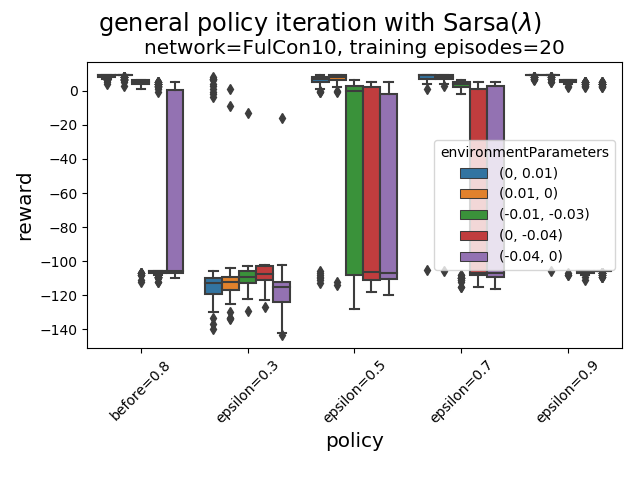 general policy iteration with Sarsa(λ)
network=FulCon10, training episodes=20
reward
0
−20
−40
−60
−80
−100
−120
−140
environmentParameters
(0, 0.01)
(0.01, 0)
(-0.01, -0.03)
(0, -0.04)
(-0.04, 0)
before=0.8
epsilon=0.3
epsilon=0.5
epsilon=0.7
epsilon=0.9
policy